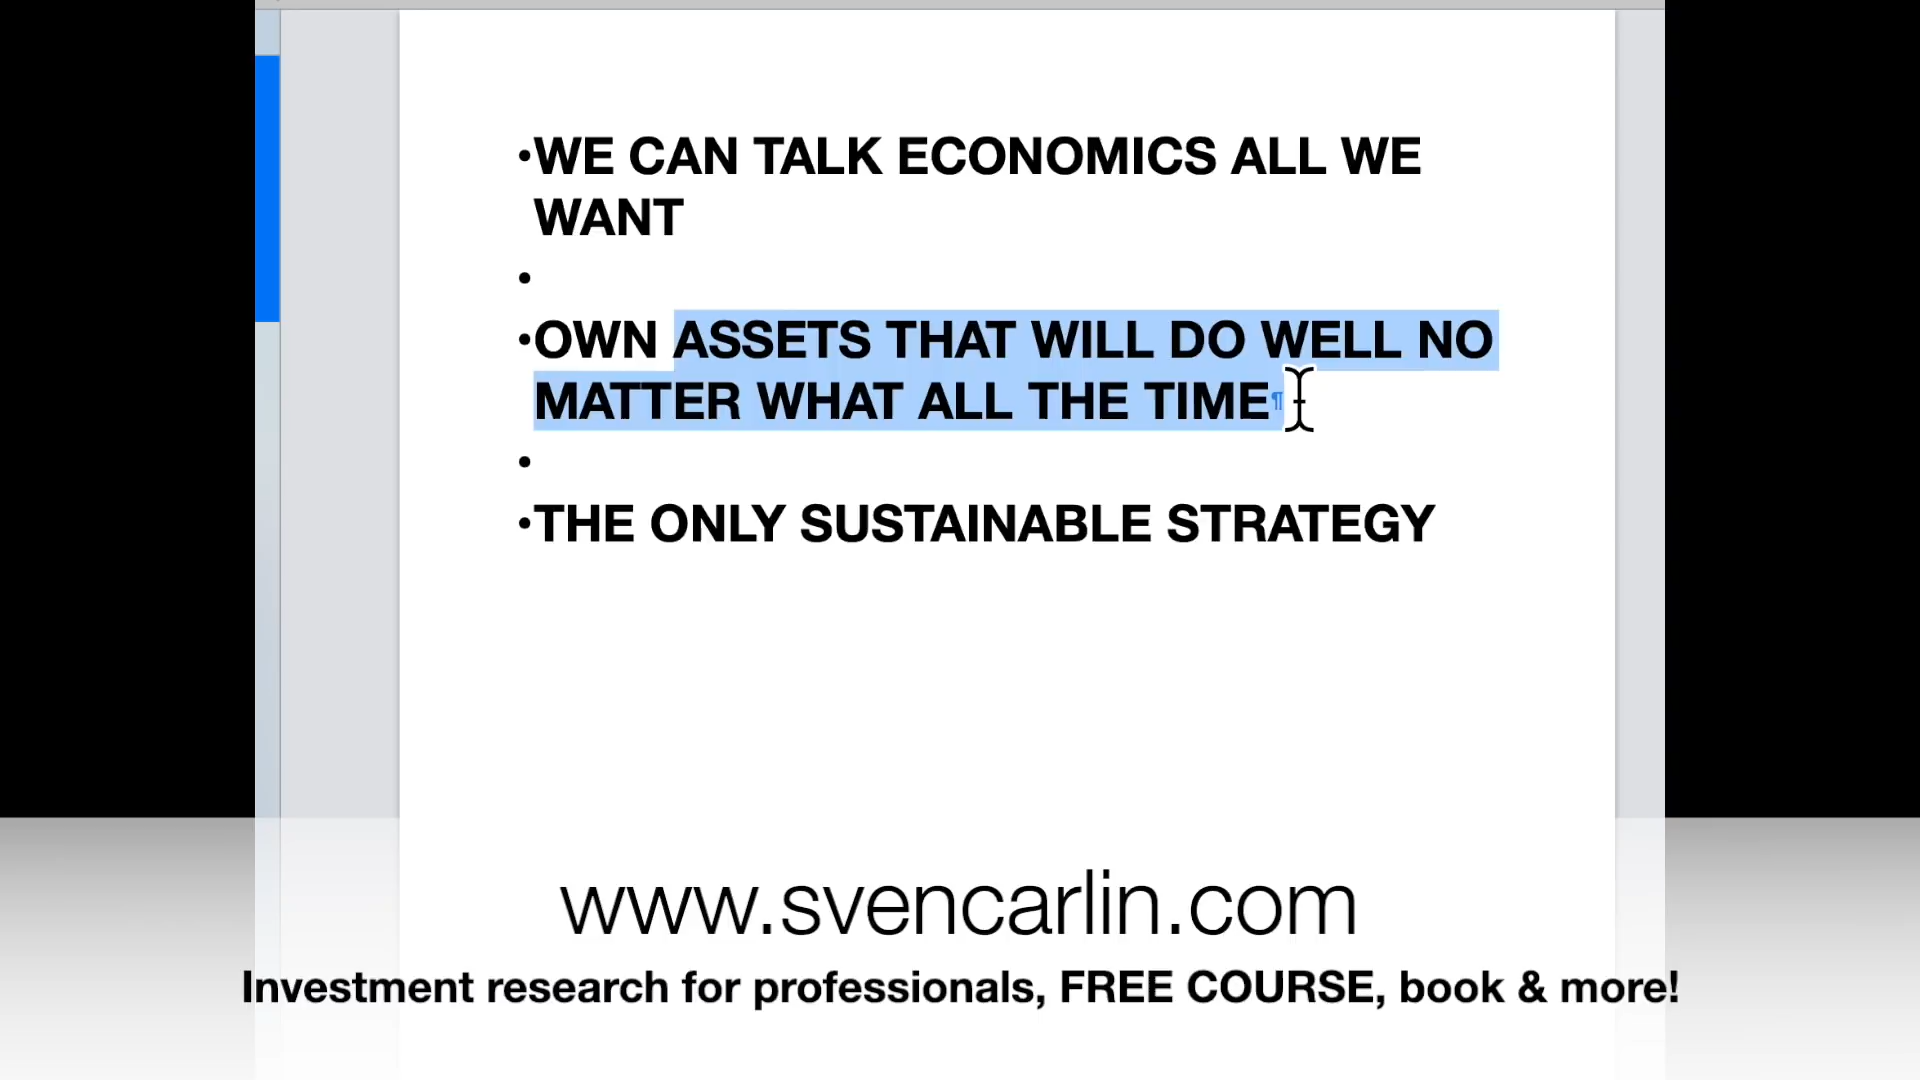 •WE CAN TALK ECONOMICS ALL WE
WANT
•
•OWN ASSETS THAT WILL DO WELL NO
MATTER WHAT ALL THE TIME¶
•
•THE ONLY SUSTAINABLE STRATEGY
www.svencarlin.com
Investment research for professionals, FREE COURSE, book & more!